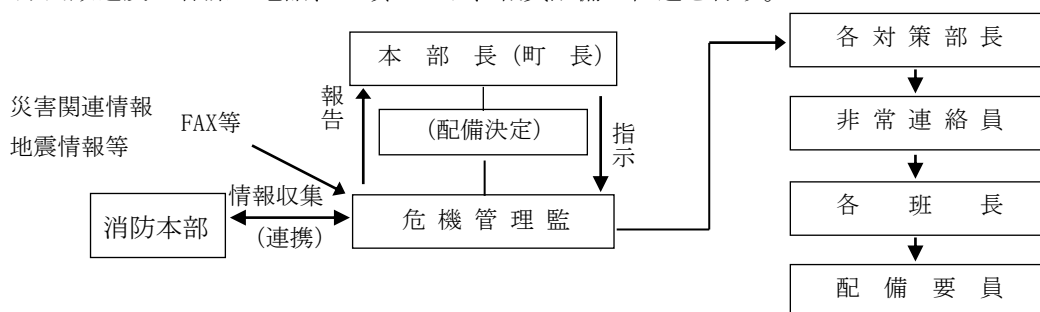 本 部 長（町 長）
各 対 策 部 長
報告
災害関連情報
FAX等
(配備決定)
指示
非 常 連 絡 員
地震情報等
情報収集
消防本部
(連携)
危 機 管 理 監
各 班 長
配 備 要 員